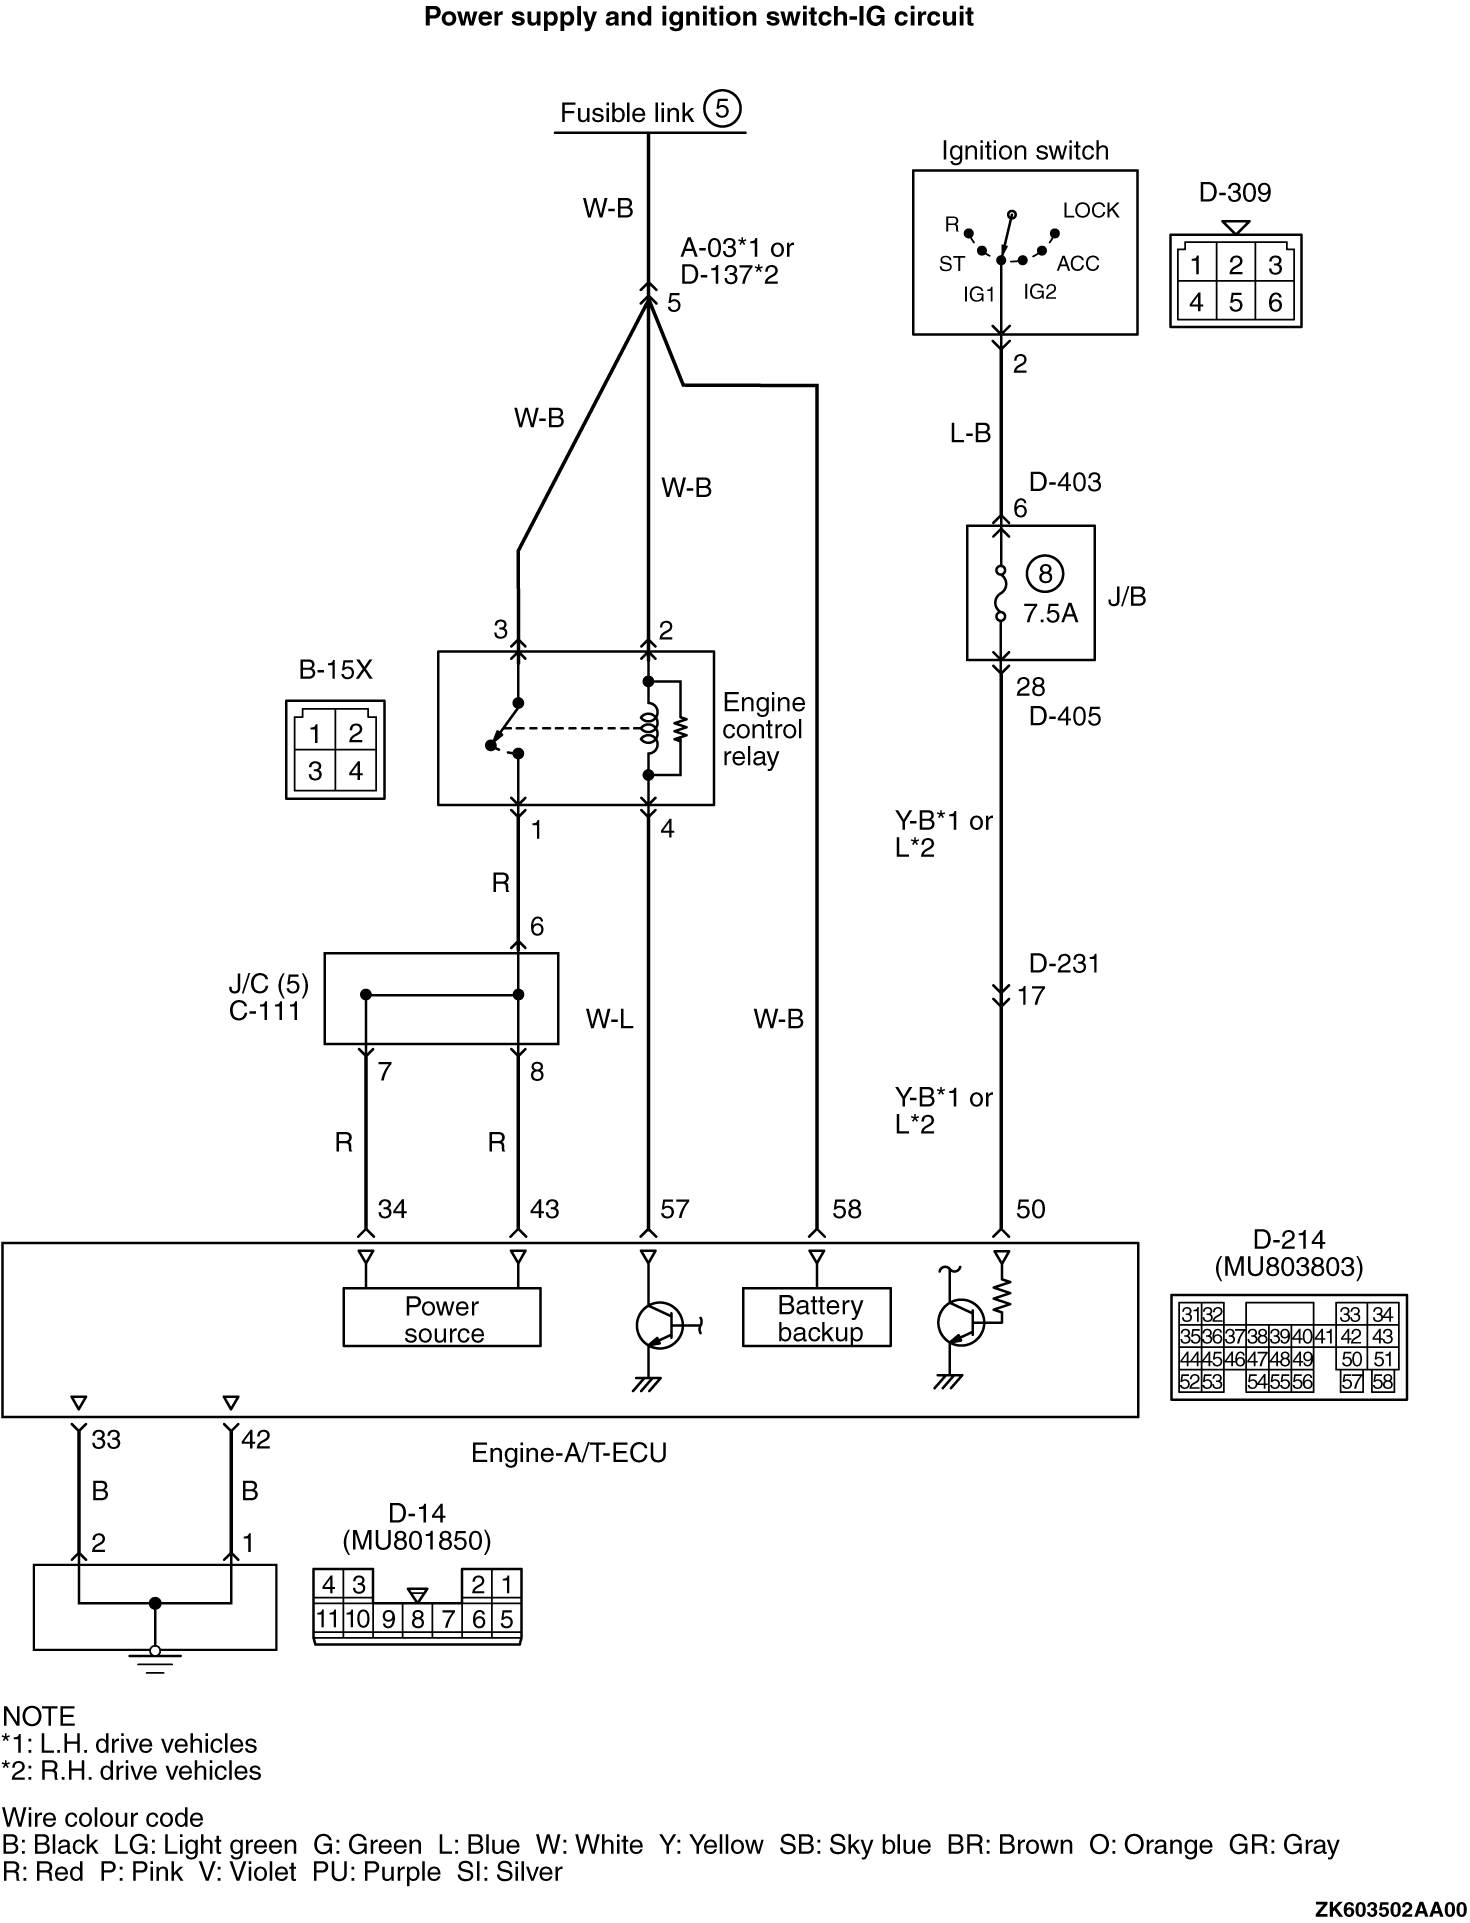 Power supply and ignition switch-IG circuit
Fusible link 5
Ignition switch
D-309
W-B
R
LOCK
ST
ACC
IG1
IG2
1 2 3
4 5 6
A-03*1 or
D-137*2
5
2
W-B
L-B
W-B
D-403
6
8
7.5A
J/B
3
2
B-15X
1 2
3 4
Engine
control
relay
28
D-405
1
4
Y-B*1 or
L*2
R
6
J/C (5)
C-111
D-231
17
W-L
W-B
7
8
Y-B*1 or
L*2
R
R
34
43
57
58
50
D-214
(MU803803)
Power
source
Battery
backup
31 32 33 34
35 36 37 38 39 40 41 42 43
44 45 46 47 48 49 50 51
52 53 54 55 56 57 58
33
42
Engine-A/T-ECU
B
B
D-14
(MU801850)
2
1
4 3 2 1
11 10 9 8 7 6 5
NOTE
*1: L.H. drive vehicles
*2: R.H. drive vehicles
Wire colour code
B: Black LG: Light green G: Green L: Blue W: White Y: Yellow SB: Sky blue BR: Brown O: Orange GR: Gray
R: Red P: Pink V: Violet PU: Purple SI: Silver
ZK603502AA00